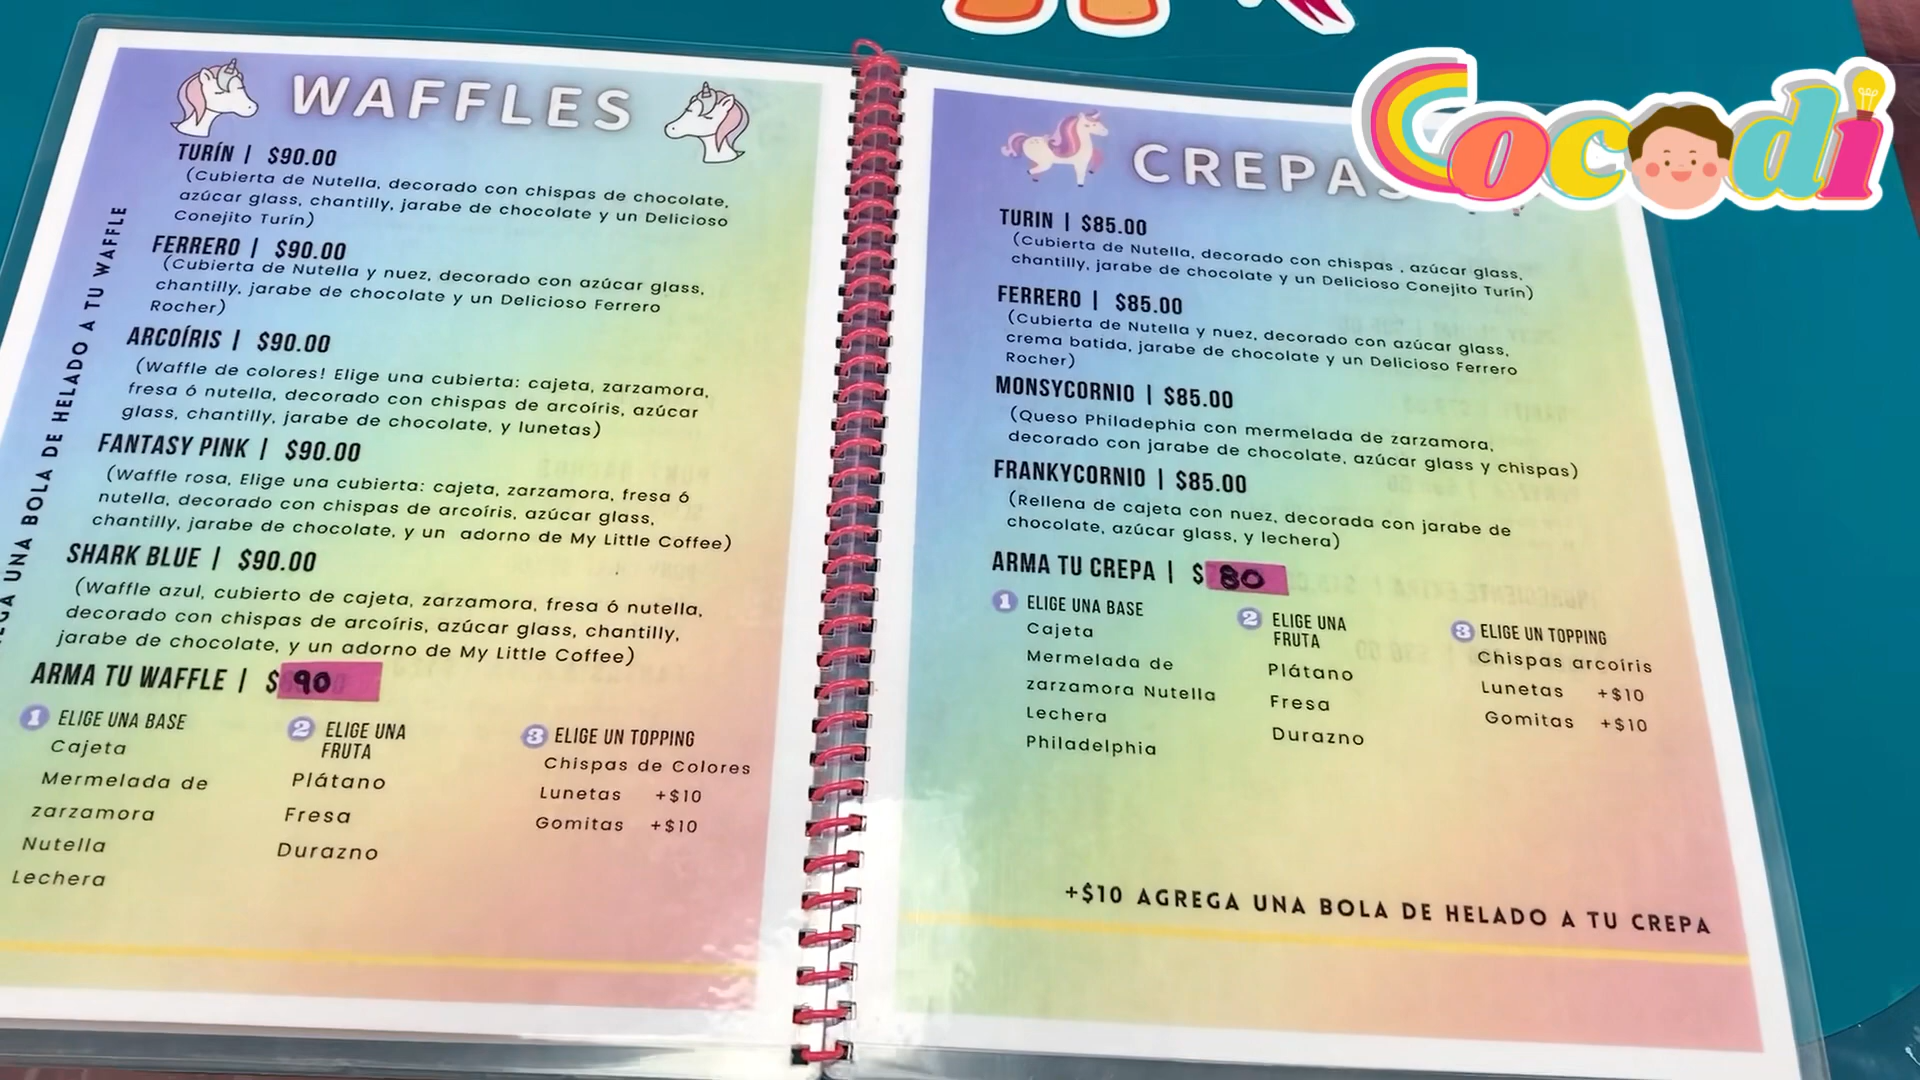 WAFFLES
TURÍN | $90.00
(Cubierta de Nutella, decorado con chispas de chocolate,
azúcar glass, chantilly, jarabe de chocolate y un Delicioso
Conejito Turín)
FERRERO | $90.00
(Cubierta de Nutella y nuez, decorado con azúcar glass,
chantilly, jarabe de chocolate y un Delicioso Ferrero
Rocher)
ARCOÍRIS | $90.00
(Waffle de colores! Elige una cubierta: cajeta, zarzamora,
fresa ó nutella, decorado con chispas de arcoíris, azúcar
glass, chantilly, jarabe de chocolate, y lunetas)
FANTASY PINK | $90.00
(Waffle rosa, Elige una cubierta: cajeta, zarzamora, fresa ó
nutella, decorado con chispas de arcoíris, azúcar glass,
chantilly, jarabe de chocolate, y un adorno de My Little Coffee)
SHARK BLUE | $90.00
(Waffle azul, cubierto de cajeta, zarzamora, fresa ó nutella,
decorado con chispas de arcoíris, azúcar glass, chantilly,
jarabe de chocolate, y un adorno de My Little Coffee)
ARMA TU WAFFLE | $90
1 ELIGE UNA BASE
Cajeta
Mermelada de
zarzamora
Nutella
Lechera
2 ELIGE UNA
FRUTA
Plátano
Fresa
Durazno
3 ELIGE UN TOPPING
Chispas de Colores
Lunetas +$10
Gomitas +$10
UNA BOLA DE HELADO A TU WAFFLE
CREPAS
TURIN | $85.00
(Cubierta de Nutella, decorado con chispas , azúcar glass,
chantilly, jarabe de chocolate y un Delicioso Conejito Turín)
FERRERO | $85.00
(Cubierta de Nutella y nuez, decorado con azúcar glass,
crema batida, jarabe de chocolate y un Delicioso Ferrero
Rocher)
MONSYCORNIO | $85.00
(Queso Philadephia con mermelada de zarzamora,
decorado con jarabe de chocolate, azúcar glass y chispas)
FRANKYCORNIO | $85.00
(Rellena de cajeta con nuez, decorada con jarabe de
chocolate, azúcar glass, y lechera)
ARMA TU CREPA | $80
1 ELIGE UNA BASE
Cajeta
Mermelada de
zarzamora Nutella
Lechera
Philadelphia
2 ELIGE UNA
FRUTA
Plátano
Fresa
Durazno
3 ELIGE UN TOPPING
Chispas arcoíris
Lunetas +$10
Gomitas +$10
+$10 AGREGA UNA BOLA DE HELADO A TU CREPA
Cocodi